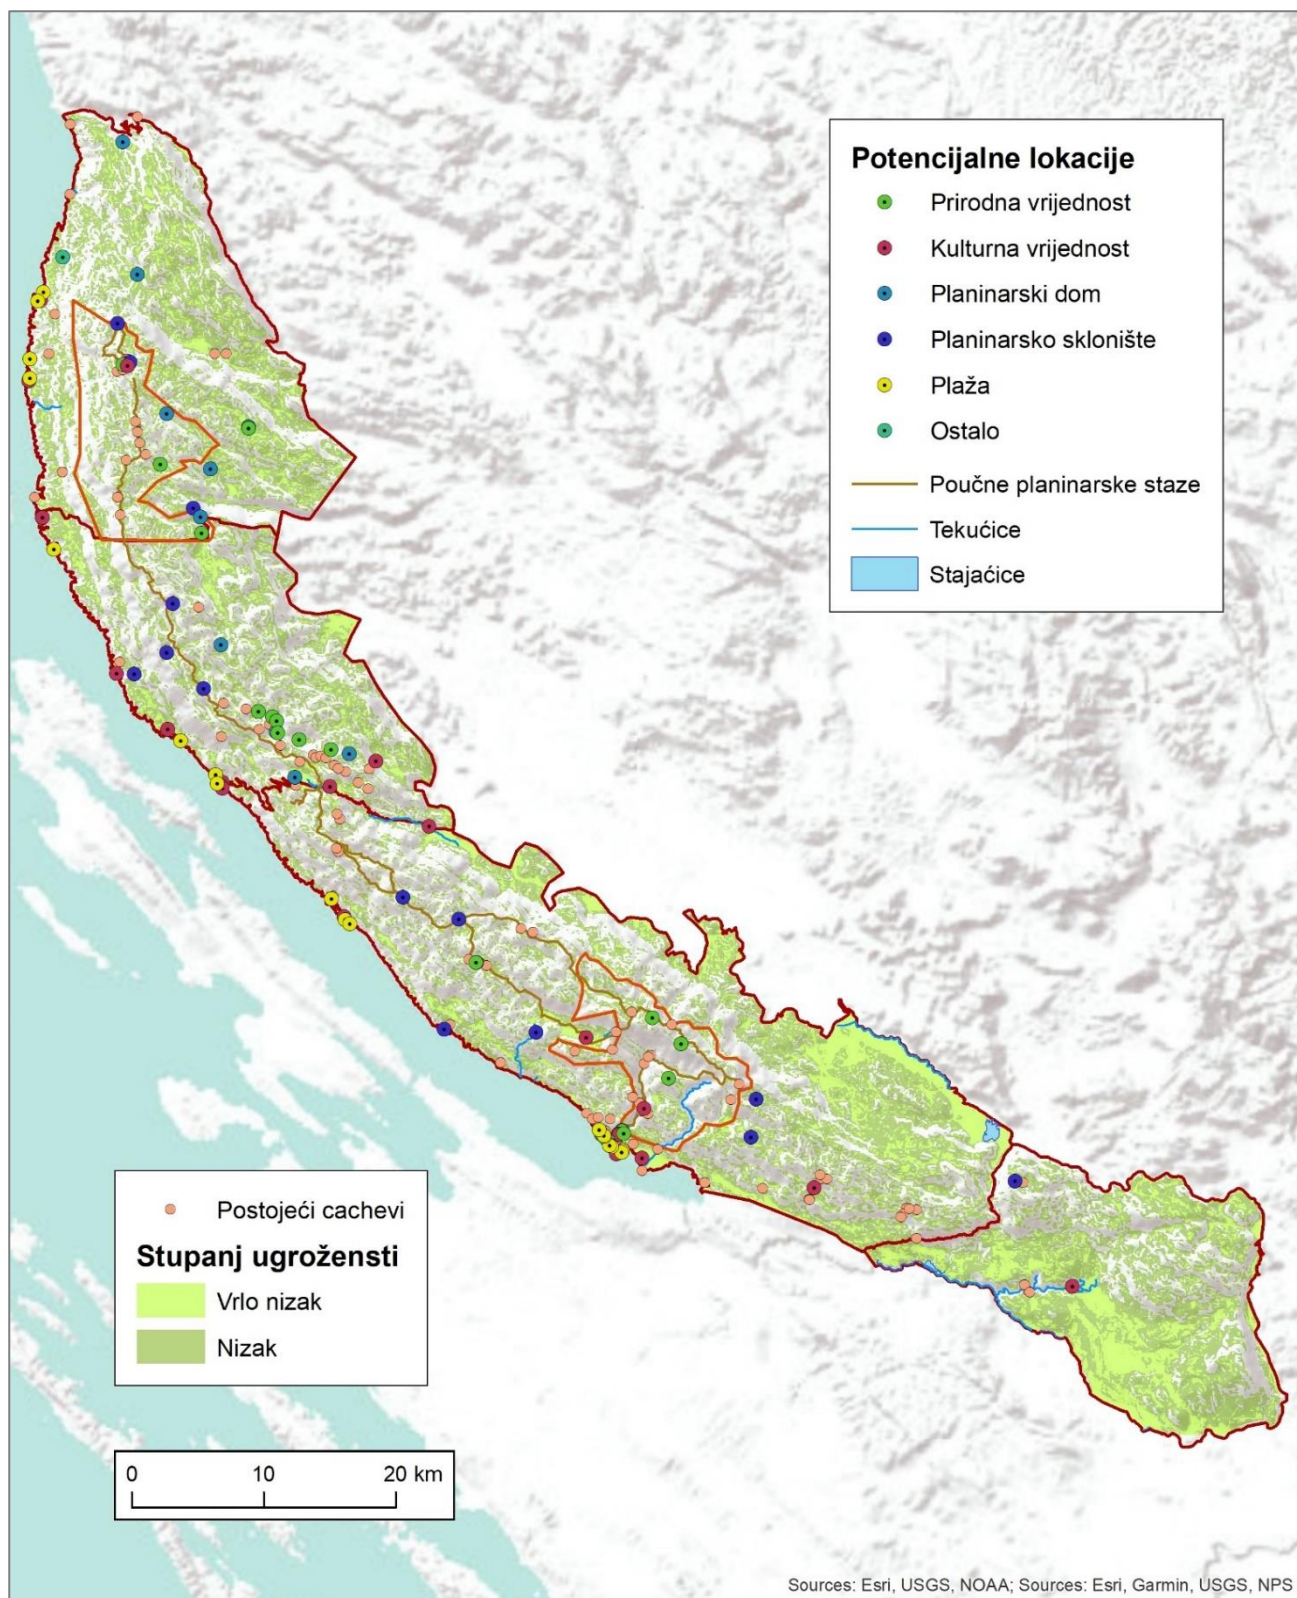 Potencijalne lokacije
Prirodna vrijednost
Kulturna vrijednost
Planinarski dom
Planinarsko sklonište
Plaža
Ostalo
Poučne planinarske staze
Tekućice
Stajaćice
Postojeći cachevi
Stupanj ugrožensti
Vrlo nizak
Nizak
0 10 20 km
Sources: Esri, USGS, NOAA; Sources: Esri, Garmin, USGS, NPS